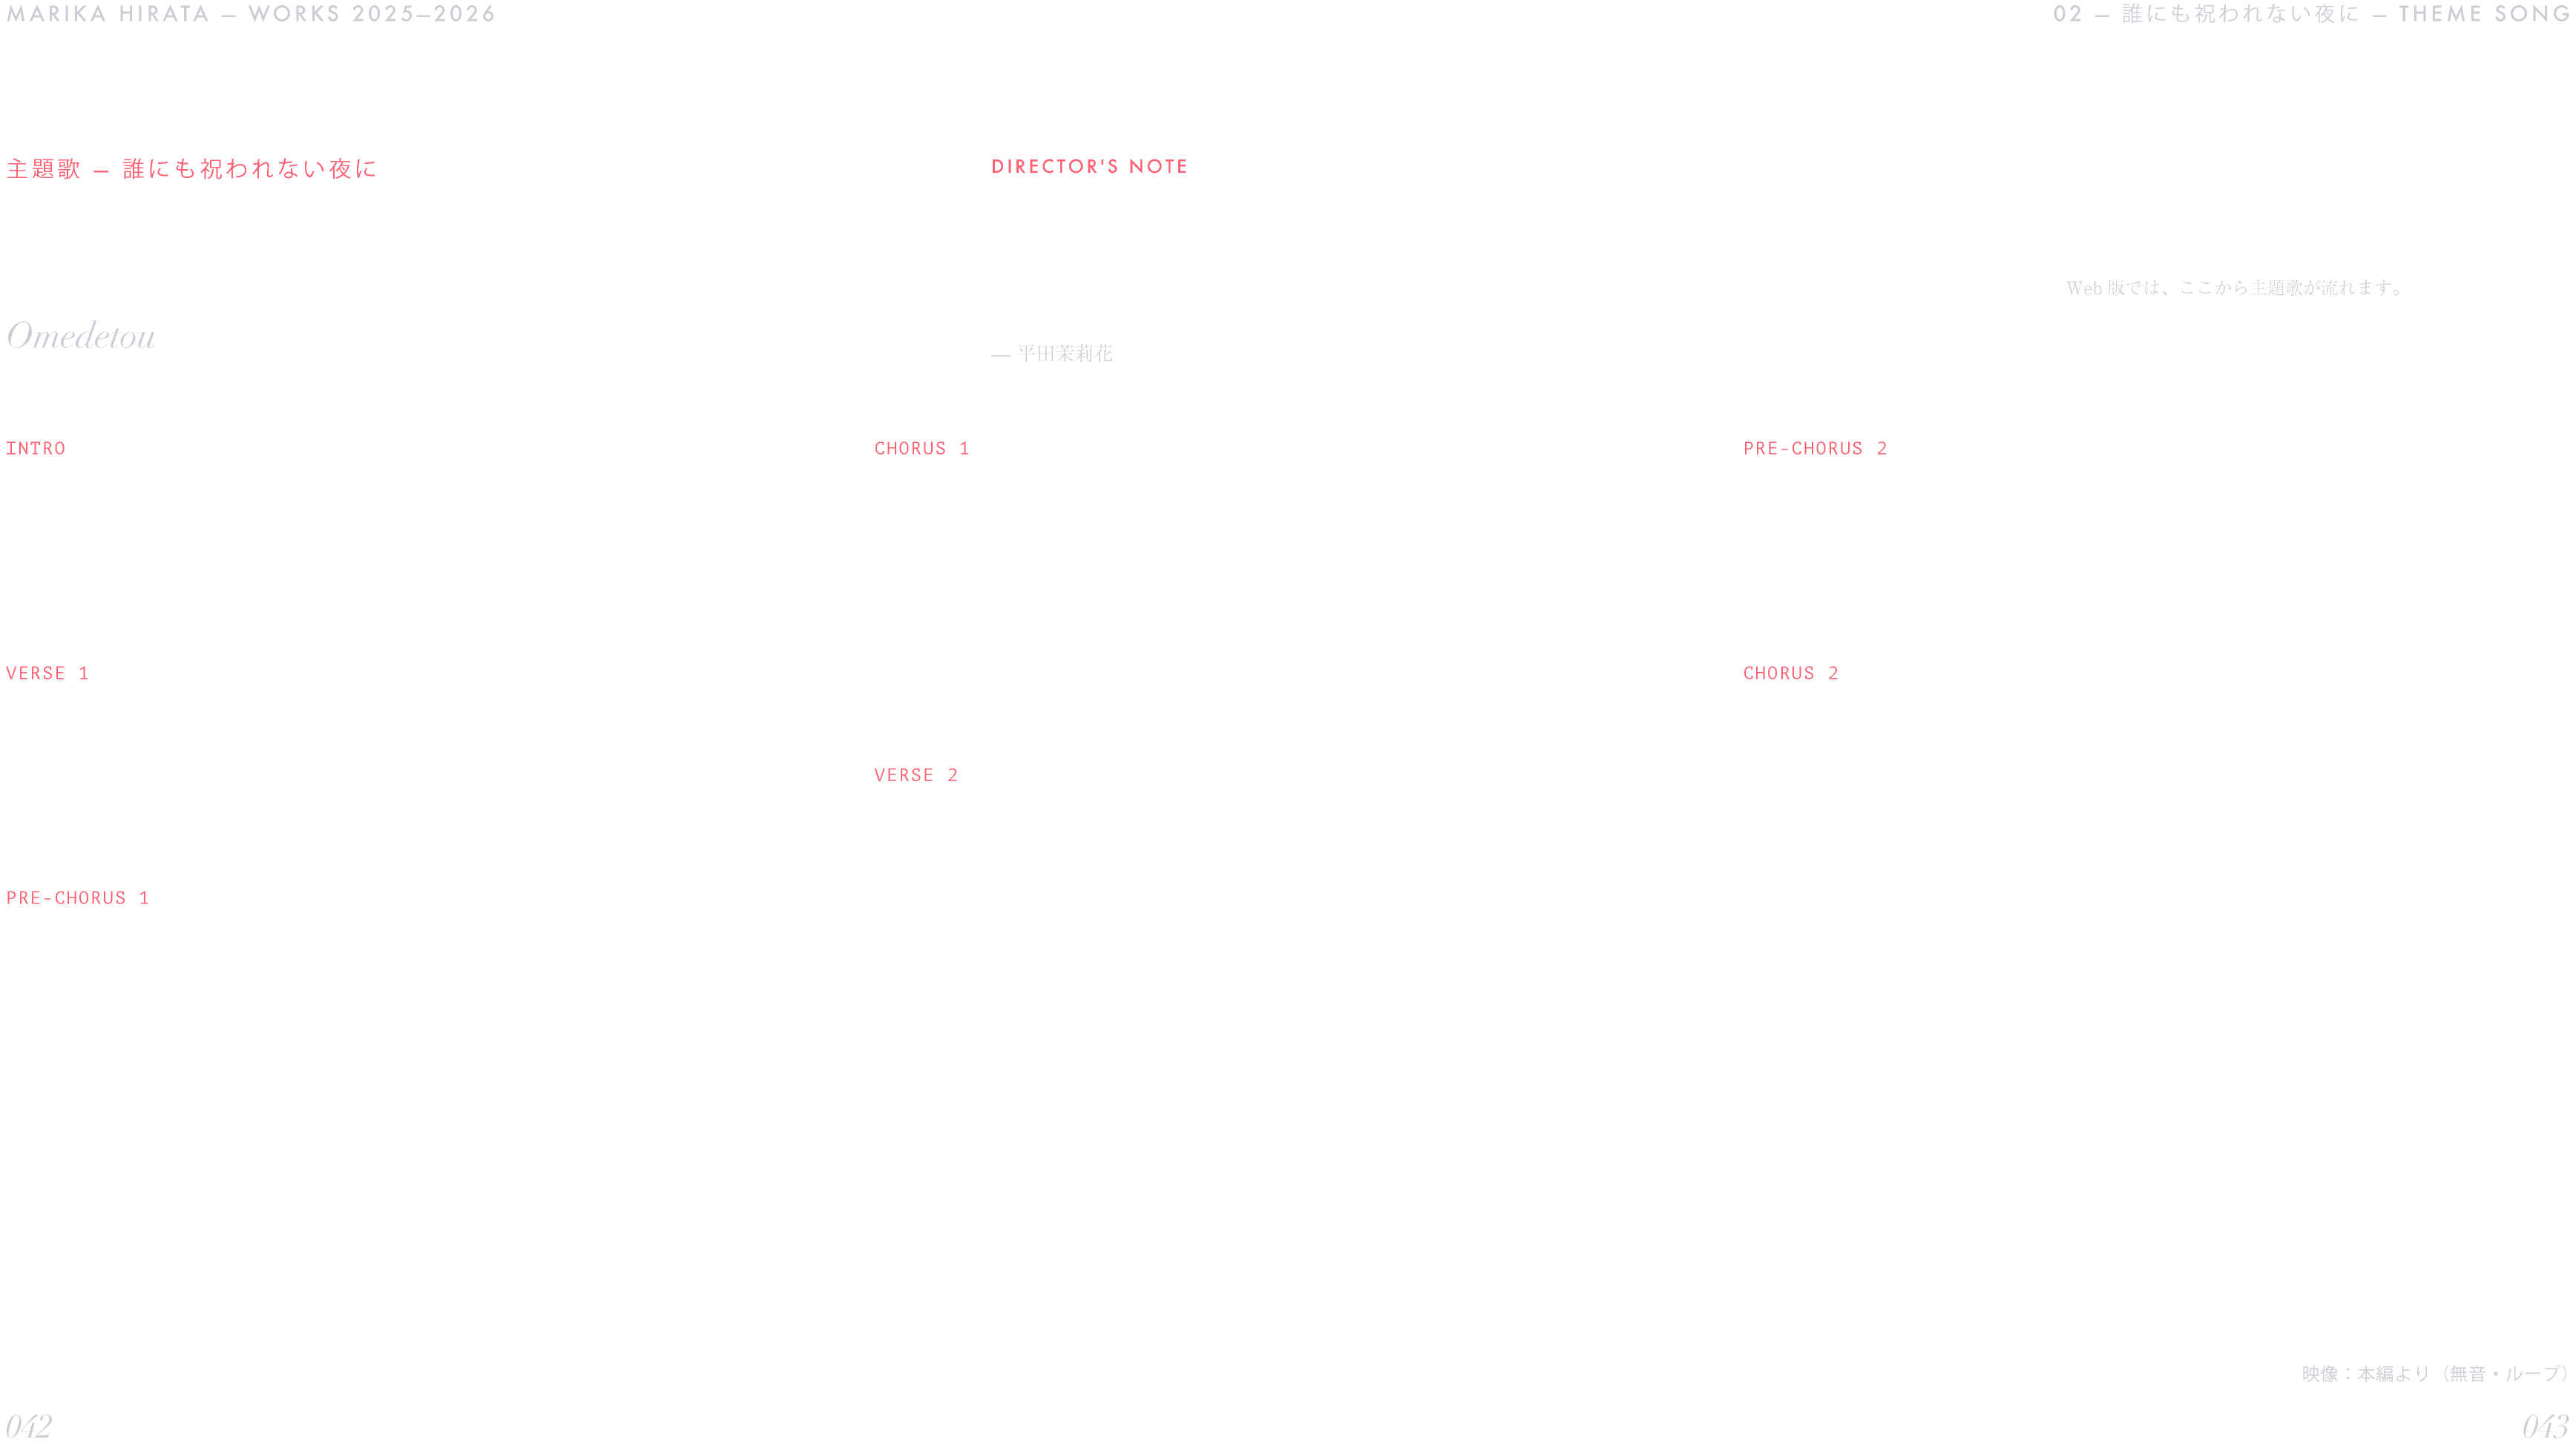 MARIKA HIRATA — WORKS 2025—2026
02 — 誰にも祝われない夜に — THEME SONG
主題歌 — 誰にも祝われない夜に
DIRECTOR'S NOTE
Web 版では、ここから主題歌が流れます。
Omedetou
— 平田茉莉花
INTRO
VERSE 1
PRE-CHORUS 1
CHORUS 1
VERSE 2
PRE-CHORUS 2
CHORUS 2
映像：本編より（無音・ループ）
042
043